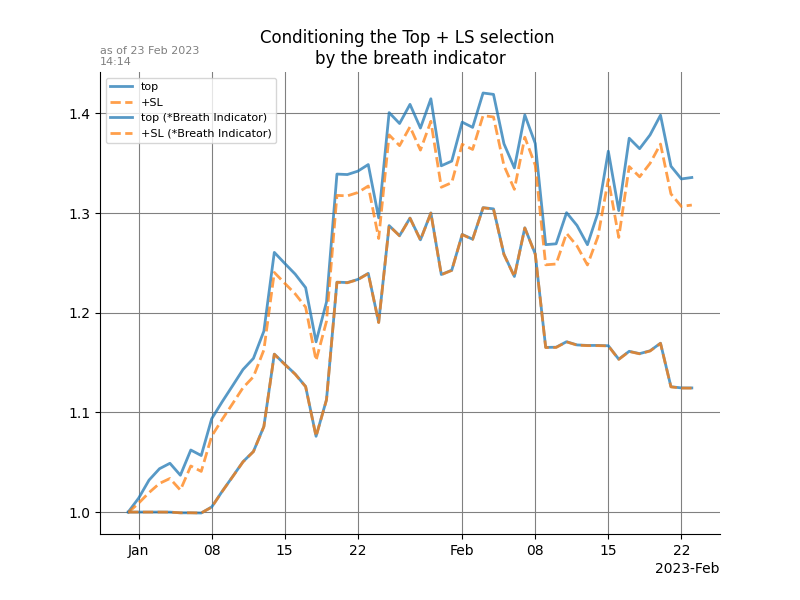 Conditioning the Top + LS selection
by the breath indicator
as of 23 Feb 2023
14:14
top
+SL
top (*Breath Indicator)
+SL (*Breath Indicator)
1.4
1.3
1.2
1.1
1.0
Jan 08 15 22 Feb 08 15 22
2023-Feb